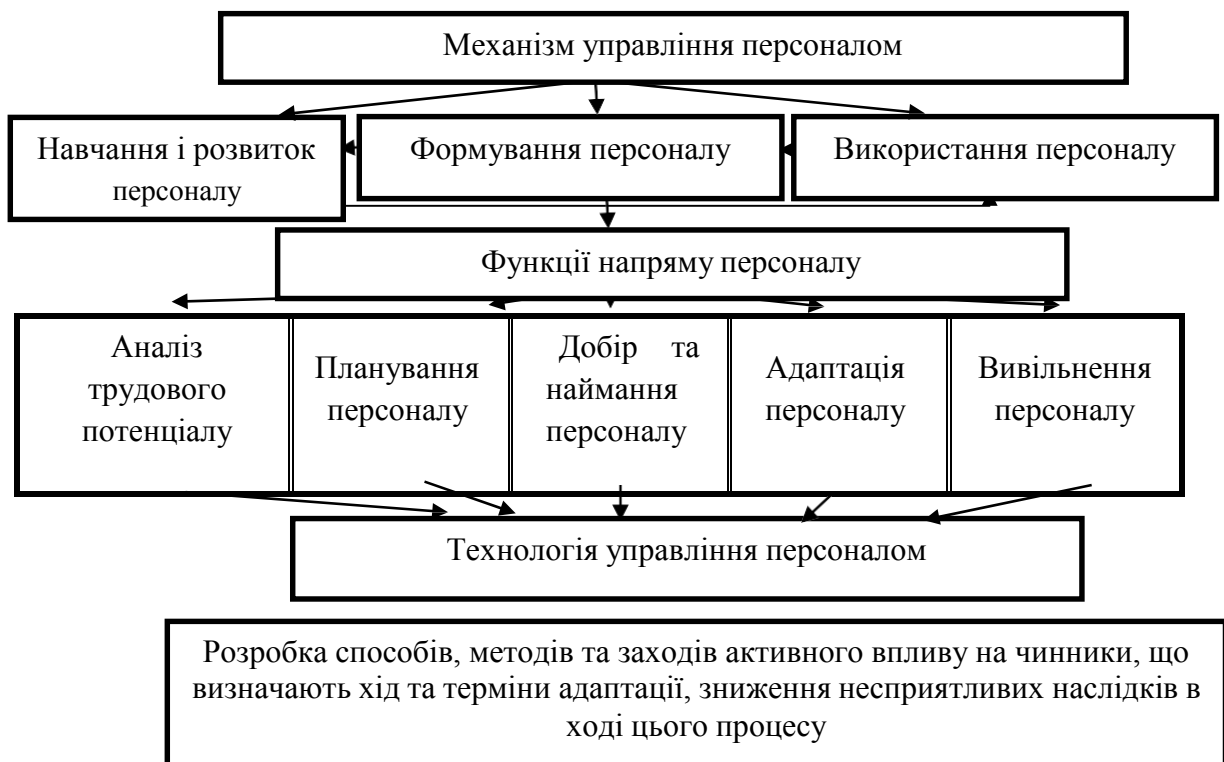 Механізм управління персоналом
Навчання і розвиток
персоналу
Формування персоналу
Використання персоналу
Функції напряму персоналу
Аналіз
трудового
потенціалу
Планування
персоналу
Добір та
наймання
персоналу
Адаптація
персоналу
Вивільнення
персоналу
Технологія управління персоналом
Розробка способів, методів та заходів активного впливу на чинники, що
визначають хід та терміни адаптації, зниження несприятливих наслідків в
ході цього процесу